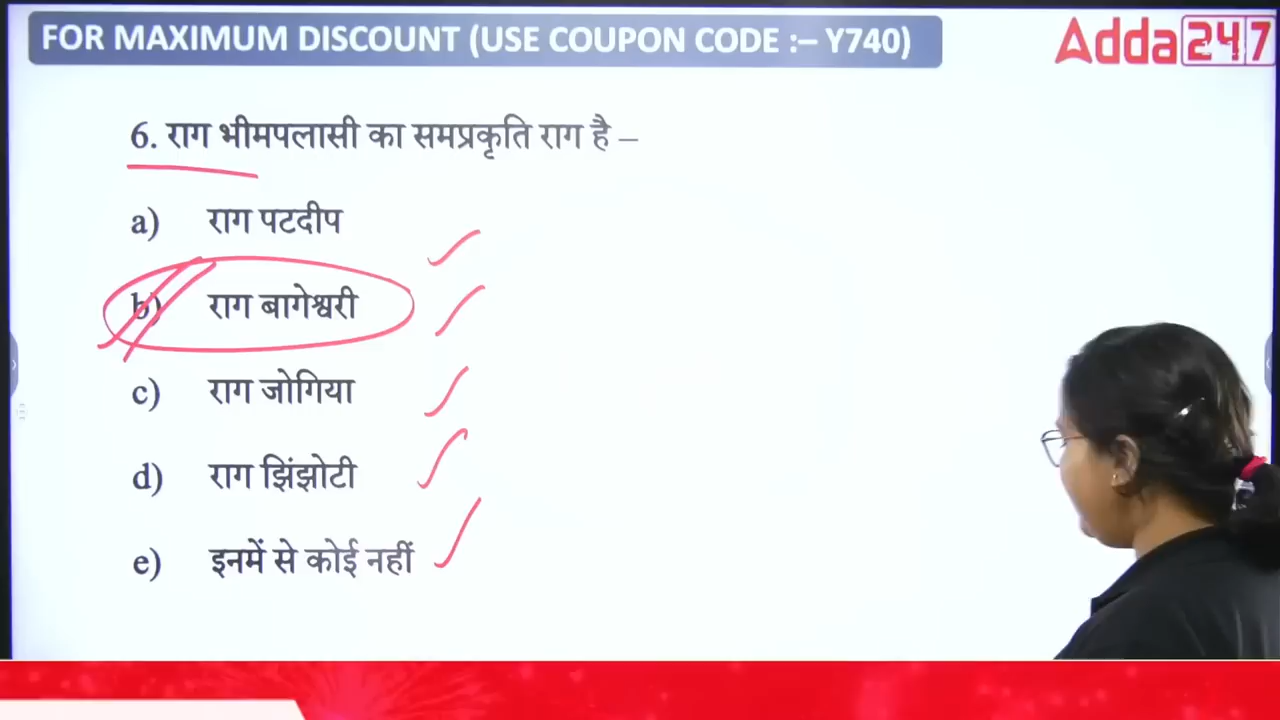 FOR MAXIMUM DISCOUNT (USE COUPON CODE :– Y740)
Adda247
6. राग भीमपलासी का समप्रकृति राग है –
a) राग पटदीप
b) राग बागेश्वरी
c) राग जोगिया
d) राग झिंझोटी
e) इनमें से कोई नहीं